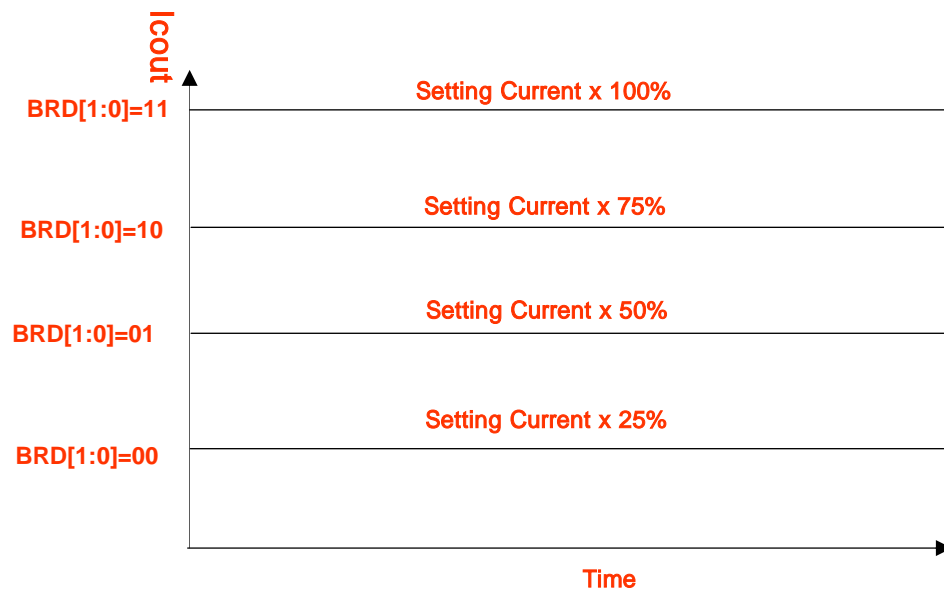 Icout
BRD[1:0]=11
Setting Current x 100%
BRD[1:0]=10
Setting Current x 75%
BRD[1:0]=01
Setting Current x 50%
BRD[1:0]=00
Setting Current x 25%
Time